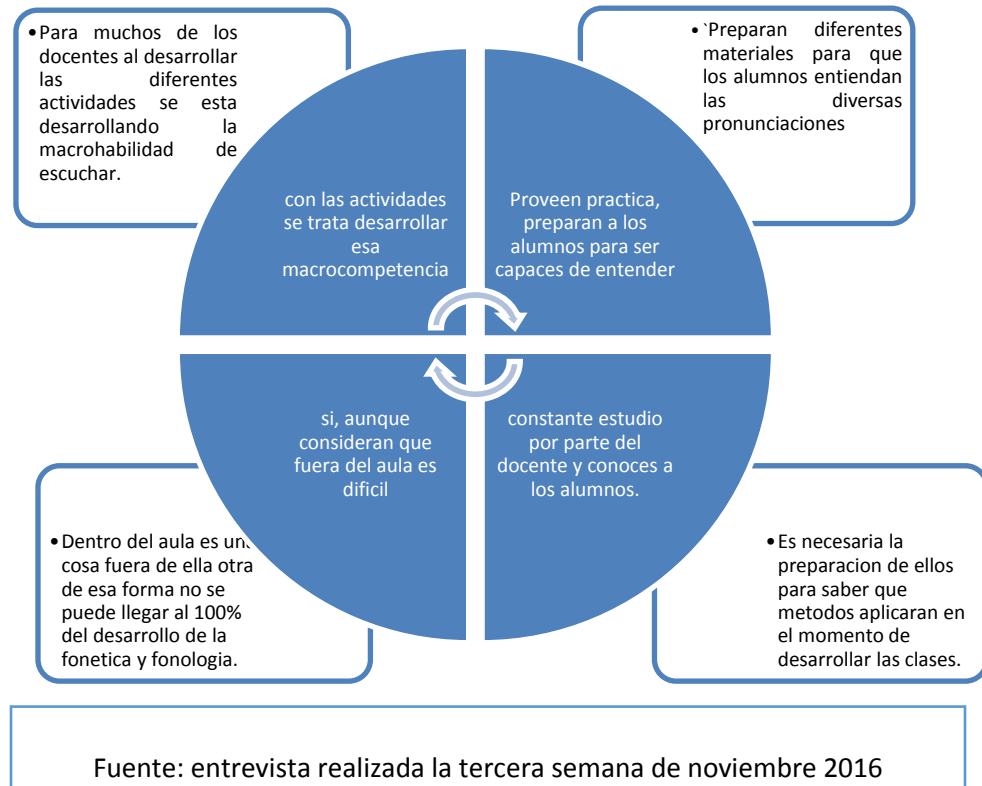 •Para muchos de los
docentes al desarrollar
las diferentes
actividades se esta
desarrollando la
macrohabilidad de
escuchar.
• `Preparan diferentes
materiales para que
los alumnos entiendan
las diversas
pronunciaciones
con las actividades
se trata desarrollar
esa
macrocompetencia
Proveen practica,
preparan a los
alumnos para ser
capaces de entender
si, aunque
consideran que
fuera del aula es
dificil
constante estudio
por parte del
docente y conoces a
los alumnos.
•Dentro del aula es una
cosa fuera de ella otra
de esa forma no se
puede llegar al 100%
del desarrollo de la
fonetica y fonologia.
•Es necesaria la
preparacion de ellos
para saber que
metodos aplicaran en
el momento de
desarrollar las clases.
Fuente: entrevista realizada la tercera semana de noviembre 2016